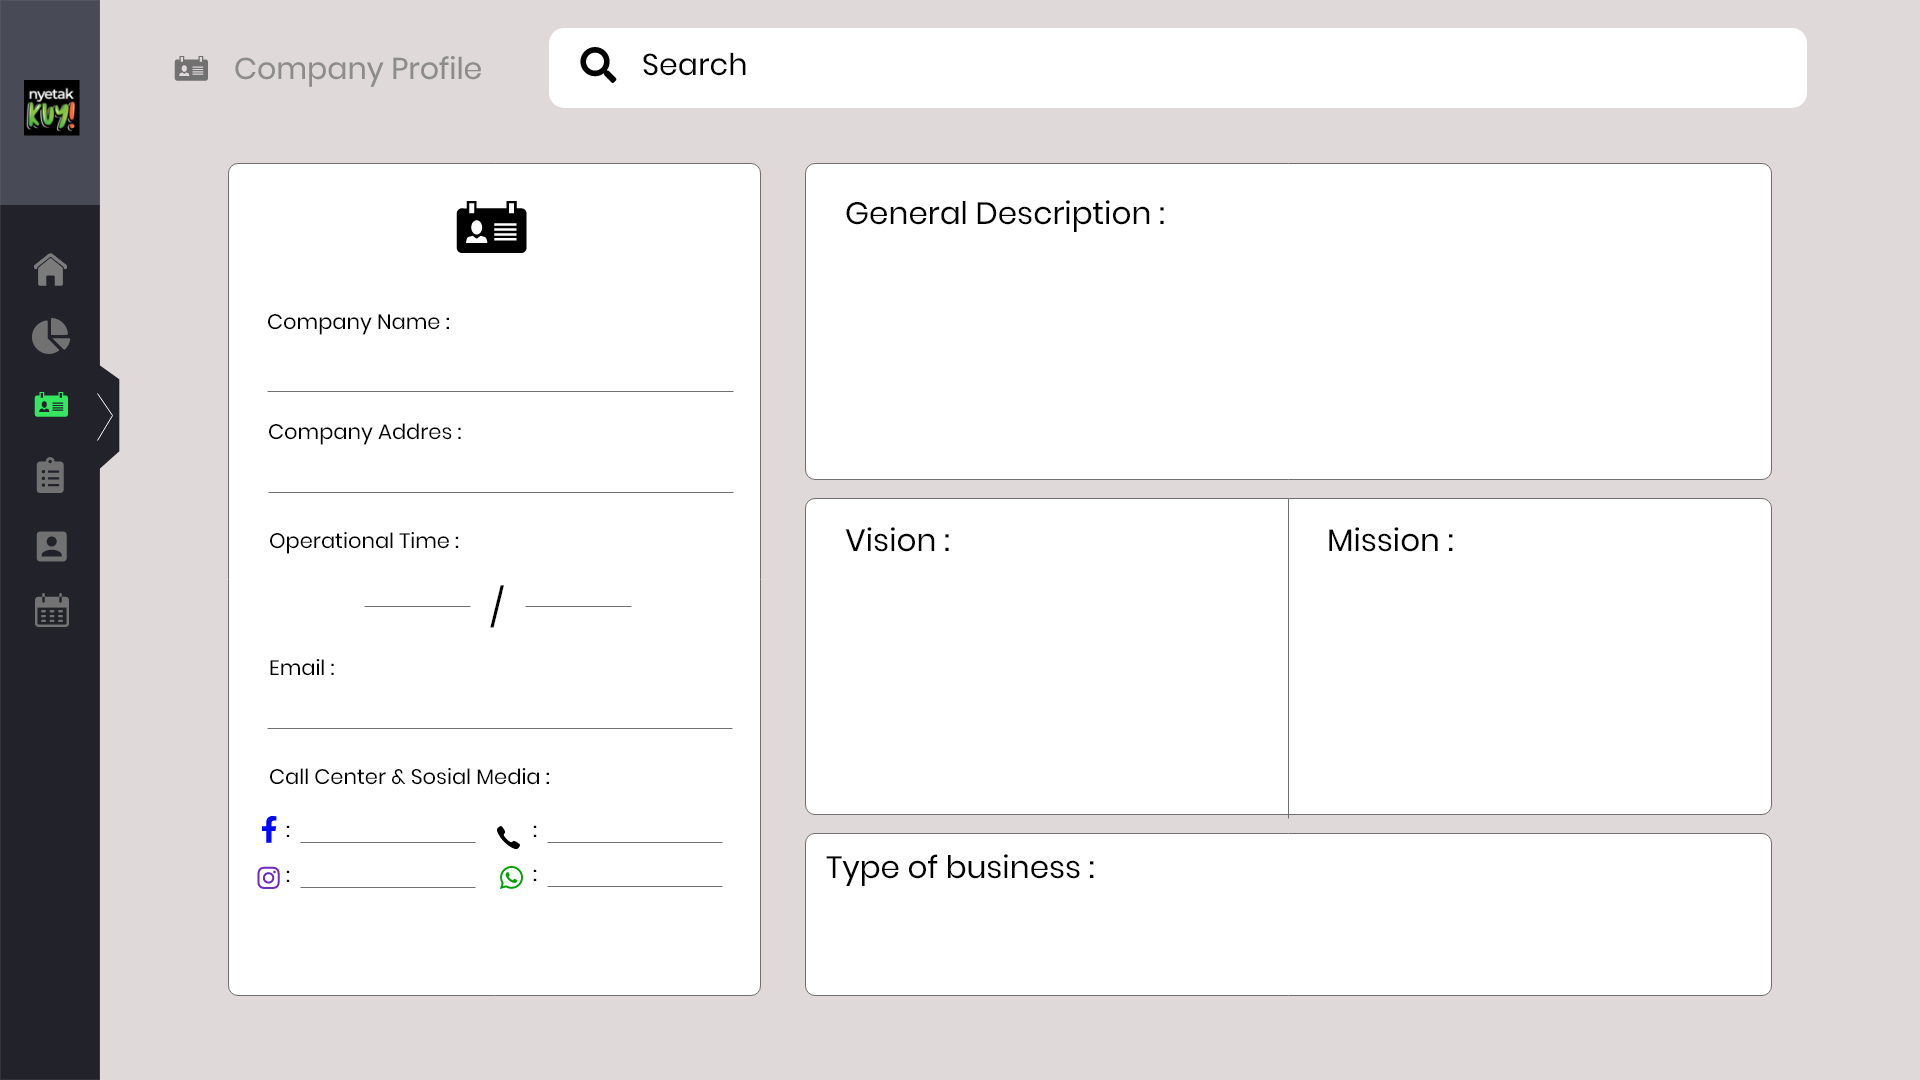 nyetak
KUY!
Company Profile
Search
Company Name :
Company Addres :
Operational Time :
/
Email :
Call Center & Sosial Media :
: :
: :
General Description :
Vision :
Mission :
Type of business :